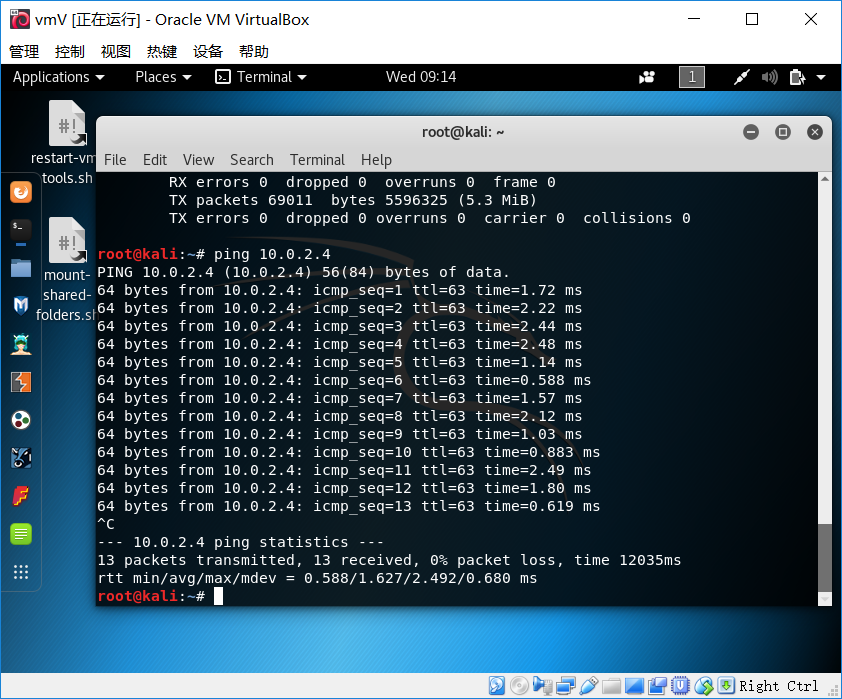 vmV [正在运行] - Oracle VM VirtualBox
管理 控制 视图 热键 设备 帮助
Applications Places Terminal Wed 09:14 1
restart-vm
tools.sh
mount-
shared-
folders.sh
root@kali: ~
File Edit View Search Terminal Help
RX errors 0 dropped 0 overruns 0 frame 0
TX packets 69011 bytes 5596325 (5.3 MiB)
TX errors 0 dropped 0 overruns 0 carrier 0 collisions 0
root@kali:~# ping 10.0.2.4
PING 10.0.2.4 (10.0.2.4) 56(84) bytes of data.
64 bytes from 10.0.2.4: icmp_seq=1 ttl=63 time=1.72 ms
64 bytes from 10.0.2.4: icmp_seq=2 ttl=63 time=2.22 ms
64 bytes from 10.0.2.4: icmp_seq=3 ttl=63 time=2.44 ms
64 bytes from 10.0.2.4: icmp_seq=4 ttl=63 time=2.48 ms
64 bytes from 10.0.2.4: icmp_seq=5 ttl=63 time=1.14 ms
64 bytes from 10.0.2.4: icmp_seq=6 ttl=63 time=0.588 ms
64 bytes from 10.0.2.4: icmp_seq=7 ttl=63 time=1.57 ms
64 bytes from 10.0.2.4: icmp_seq=8 ttl=63 time=2.12 ms
64 bytes from 10.0.2.4: icmp_seq=9 ttl=63 time=1.03 ms
64 bytes from 10.0.2.4: icmp_seq=10 ttl=63 time=0.883 ms
64 bytes from 10.0.2.4: icmp_seq=11 ttl=63 time=2.49 ms
64 bytes from 10.0.2.4: icmp_seq=12 ttl=63 time=1.80 ms
64 bytes from 10.0.2.4: icmp_seq=13 ttl=63 time=0.619 ms
^C
--- 10.0.2.4 ping statistics ---
13 packets transmitted, 13 received, 0% packet loss, time 12035ms
rtt min/avg/max/mdev = 0.588/1.627/2.492/0.680 ms
root@kali:~#
Right Ctrl